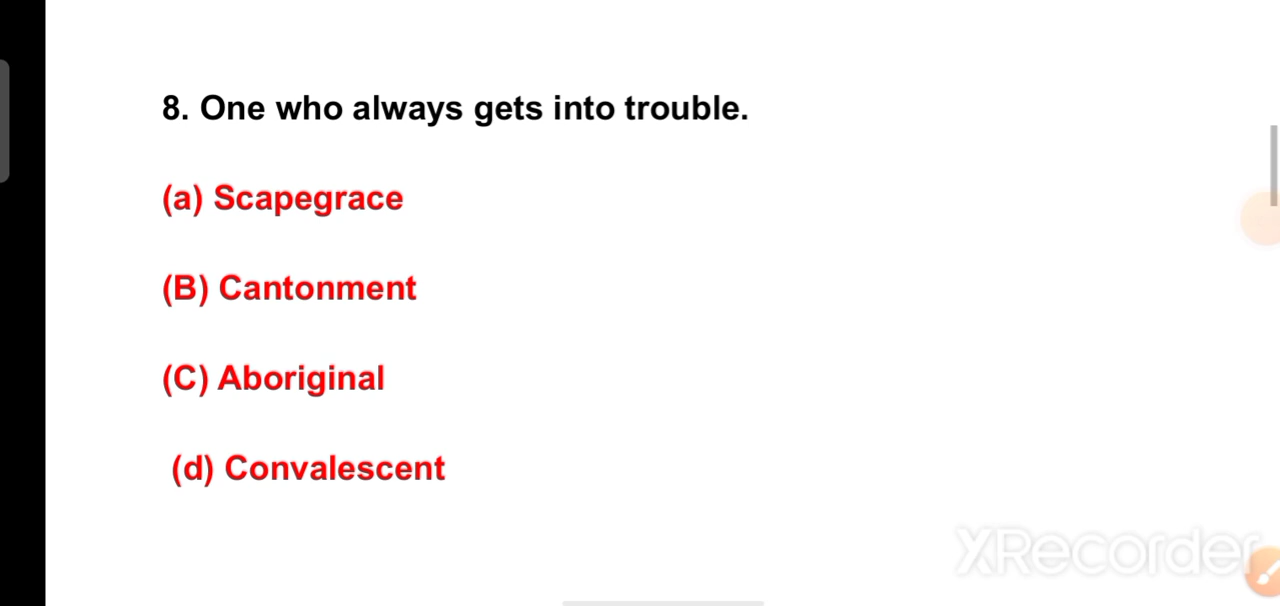 8. One who always gets into trouble.
(a) Scapegrace
(B) Cantonment
(C) Aboriginal
(d) Convalescent
XRecorder